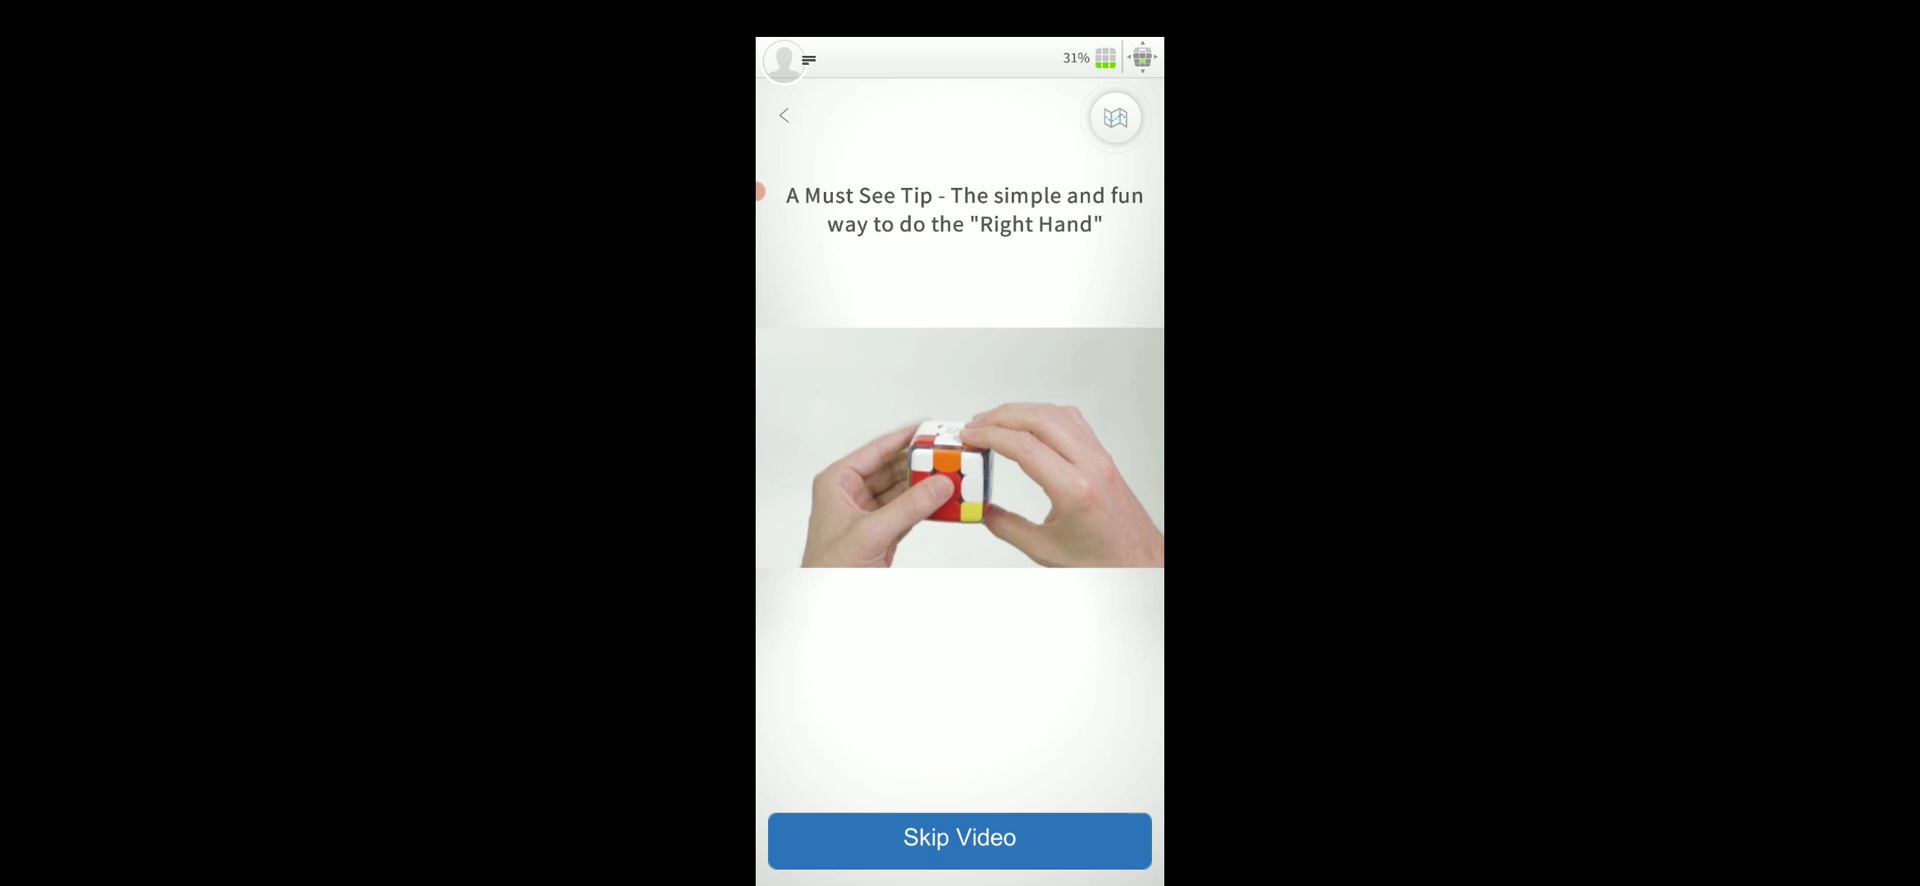 31%
A Must See Tip - The simple and fun
way to do the "Right Hand"
Skip Video